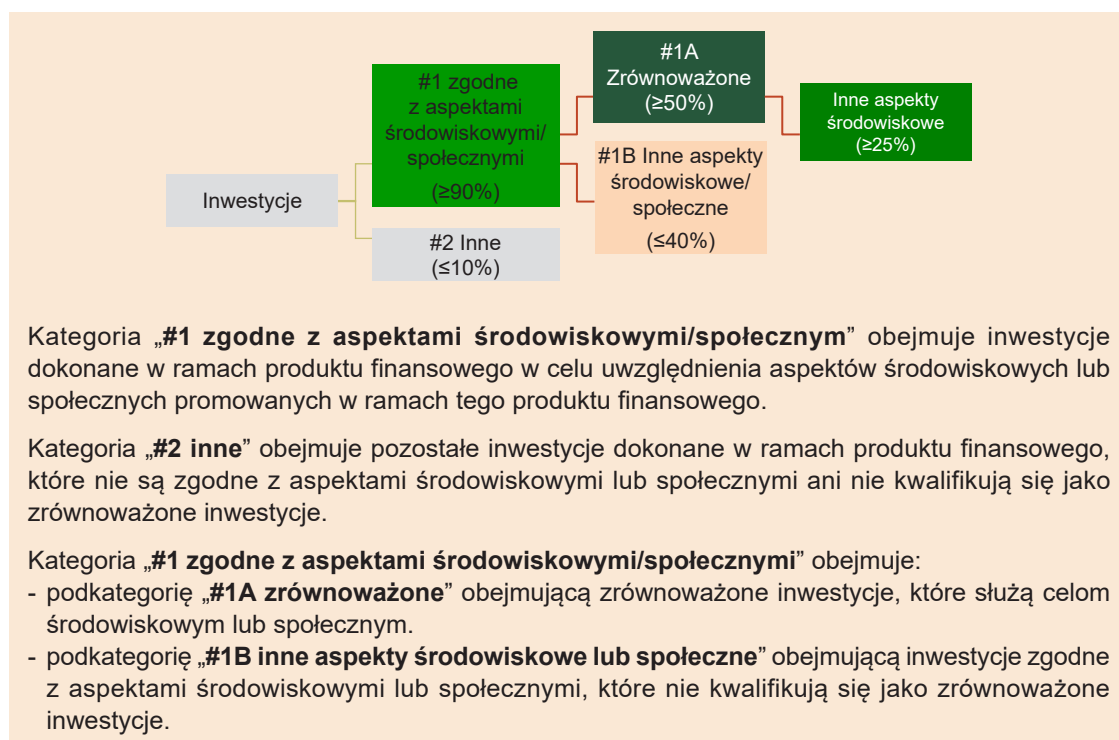 Inwestycje
#1 zgodne
z aspektami
środowiskowymi/
społecznymi
(≥90%)
#2 Inne
(≤10%)
#1A
Zrównoważone
(≥50%)
#1B Inne aspekty
środowiskowe/
społeczne
(≤40%)
Inne aspekty
środowiskowe
(≥25%)
Kategoria „#1 zgodne z aspektami środowiskowymi/społecznym” obejmuje inwestycje
dokonane w ramach produktu finansowego w celu uwzględnienia aspektów środowiskowych lub
społecznych promowanych w ramach tego produktu finansowego.
Kategoria „#2 inne” obejmuje pozostałe inwestycje dokonane w ramach produktu finansowego,
które nie są zgodne z aspektami środowiskowymi lub społecznymi ani nie kwalifikują się jako
zrównoważone inwestycje.
Kategoria „#1 zgodne z aspektami środowiskowymi/społecznymi” obejmuje:
- podkategorię „#1A zrównoważone” obejmującą zrównoważone inwestycje, które służą celom
środowiskowym lub społecznym.
- podkategorię „#1B inne aspekty środowiskowe lub społeczne” obejmującą inwestycje zgodne
z aspektami środowiskowymi lub społecznymi, które nie kwalifikują się jako zrównoważone
inwestycje.